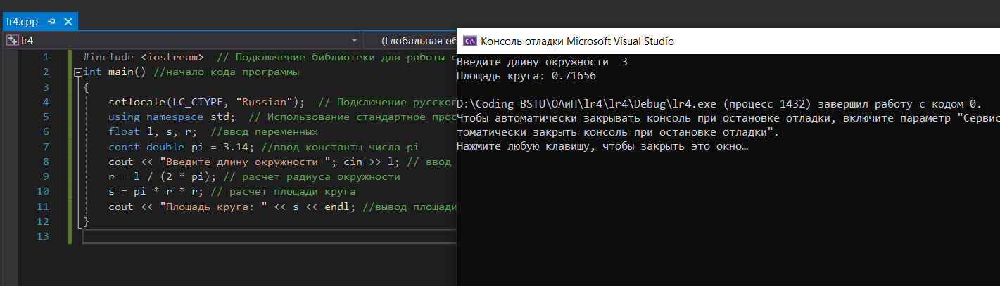 lr4.cpp
lr4
(Глобальная об
1 #include <iostream> // Подключение библиотеки для работы с
2 int main() //начало кода программы
3 {
4 setlocale(LC_CTYPE, "Russian"); // Подключение русског
5 using namespace std; // Использование стандартное прос
6 float l, s, r; //ввод переменных
7 const double pi = 3.14; //ввод константы числа pi
8 cout << "Введите длину окружности "; cin >> l; // ввод
9 r = l / (2 * pi); // расчет радиуса окружности
10 s = pi * r * r; // расчет площади круга
11 cout << "Площадь круга: " << s << endl; //вывод площади
12 }
13
Консоль отладки Microsoft Visual Studio
Введите длину окружности  3
Площадь круга: 0.71656
D:\Coding BSTU\ОАиП\lr4\lr4\Debug\lr4.exe (процесс 1432) завершил работу с кодом 0.
Чтобы автоматически закрывать консоль при остановке отладки, включите параметр "Сервис
томатически закрыть консоль при остановке отладки".
Нажмите любую клавишу, чтобы закрыть это окно…